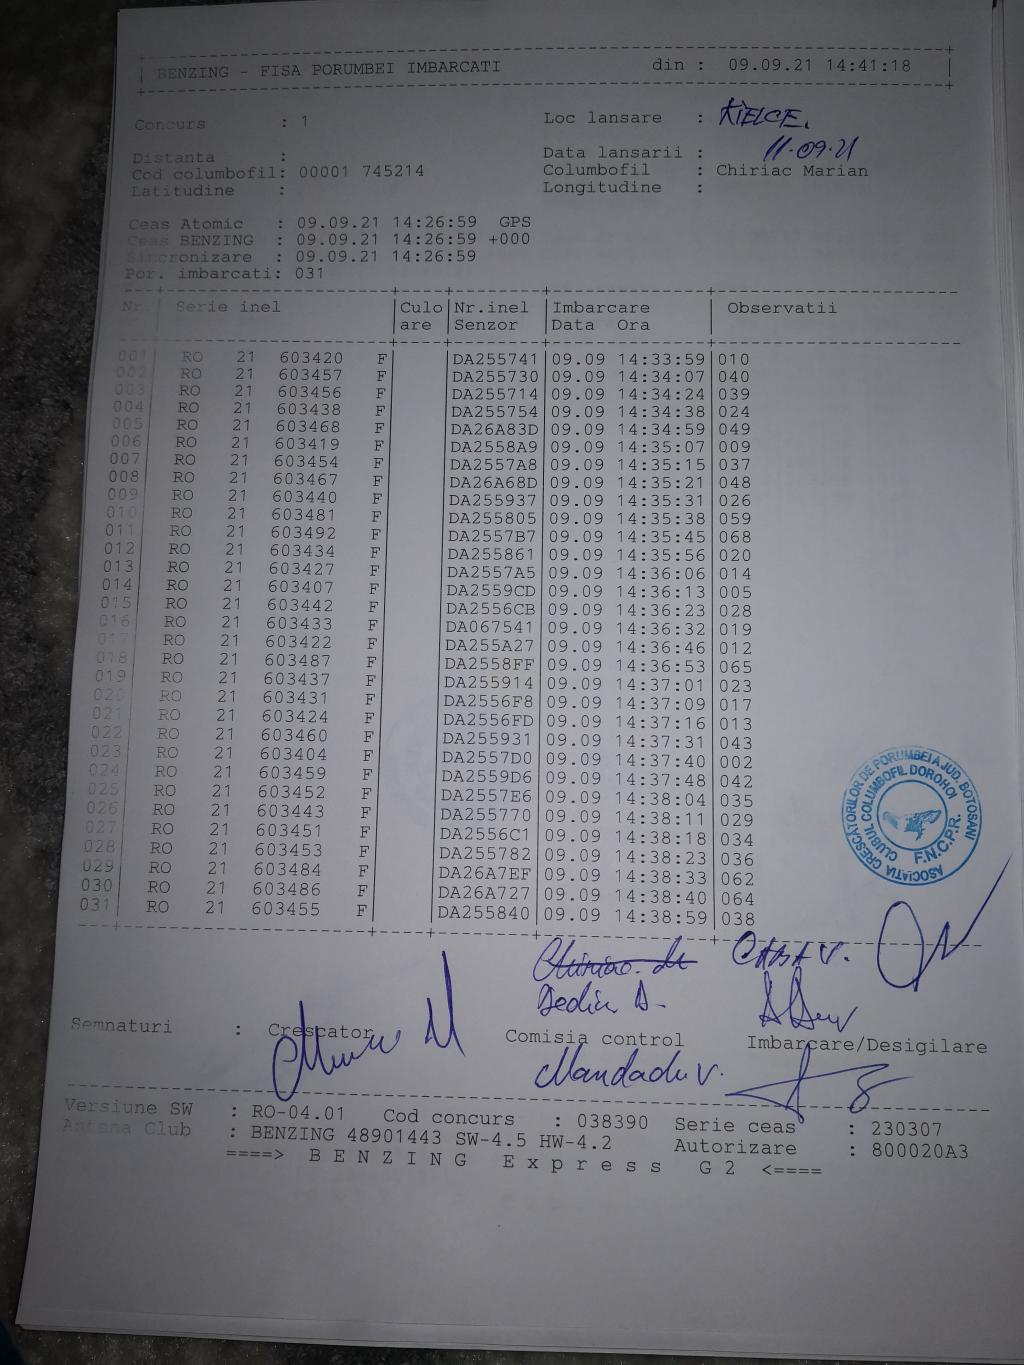 BENZING - FISA PORUMBEI IMBARCATI din : 09.09.21 14:41:18
Concurs : 1 Loc lansare : KIELCE.
Distanta : Data lansarii : 11.09.21
Cod columbofil: 00001 745214 Columbofil : Chiriac Marian
Latitudine : Longitudine :
Ceas Atomic : 09.09.21 14:26:59 GPS
Ceas BENZING : 09.09.21 14:26:59 +000
Sincronizare : 09.09.21 14:26:59
Por. imbarcati: 031
Nr. Serie inel Culo Nr.inel Imbarcare Observatii
are Senzor Data Ora
001 RO 21 603420 F DA255741 09.09 14:33:59 010
002 RO 21 603457 F DA255730 09.09 14:34:07 040
003 RO 21 603456 F DA255714 09.09 14:34:24 039
004 RO 21 603438 F DA255754 09.09 14:34:38 024
005 RO 21 603468 F DA26A83D 09.09 14:34:59 049
006 RO 21 603419 F DA2558A9 09.09 14:35:07 009
007 RO 21 603454 F DA2557A8 09.09 14:35:15 037
008 RO 21 603467 F DA26A68D 09.09 14:35:21 048
009 RO 21 603440 F DA255937 09.09 14:35:31 026
010 RO 21 603481 F DA255805 09.09 14:35:38 059
011 RO 21 603492 F DA2557B7 09.09 14:35:45 068
012 RO 21 603434 F DA255861 09.09 14:35:56 020
013 RO 21 603427 F DA2557A5 09.09 14:36:06 014
014 RO 21 603407 F DA2559CD 09.09 14:36:13 005
015 RO 21 603442 F DA2556CB 09.09 14:36:23 028
016 RO 21 603433 F DA067541 09.09 14:36:32 019
017 RO 21 603422 F DA255A27 09.09 14:36:46 012
018 RO 21 603487 F DA2558FF 09.09 14:36:53 065
019 RO 21 603437 F DA255914 09.09 14:37:01 023
020 RO 21 603431 F DA2556F8 09.09 14:37:09 017
021 RO 21 603424 F DA2556FD 09.09 14:37:16 013
022 RO 21 603460 F DA255931 09.09 14:37:31 043
023 RO 21 603404 F DA2557D0 09.09 14:37:40 002
024 RO 21 603459 F DA2559D6 09.09 14:37:48 042
025 RO 21 603452 F DA2557E6 09.09 14:38:04 035
026 RO 21 603443 F DA255770 09.09 14:38:11 029
027 RO 21 603451 F DA2556C1 09.09 14:38:18 034
028 RO 21 603453 F DA255782 09.09 14:38:23 036
029 RO 21 603484 F DA26A7EF 09.09 14:38:33 062
030 RO 21 603486 F DA26A727 09.09 14:38:40 064
031 RO 21 603455 F DA255840 09.09 14:38:59 038
ASOCIATIA CRESCATORILOR DE PORUMBEI A JUD. BOTOSANI
CLUBUL COLUMBOFIL DOROHOI
F.N.C.P.R.
Semnaturi : Crescator Comisia control Imbarcare/Desigilare
Versiune SW : RO-04.01 Cod concurs : 038390 Serie ceas : 230307
Antena Club : BENZING 48901443 SW-4.5 HW-4.2 Autorizare : 800020A3
====> B E N Z I N G E x p r e s s G 2 <====